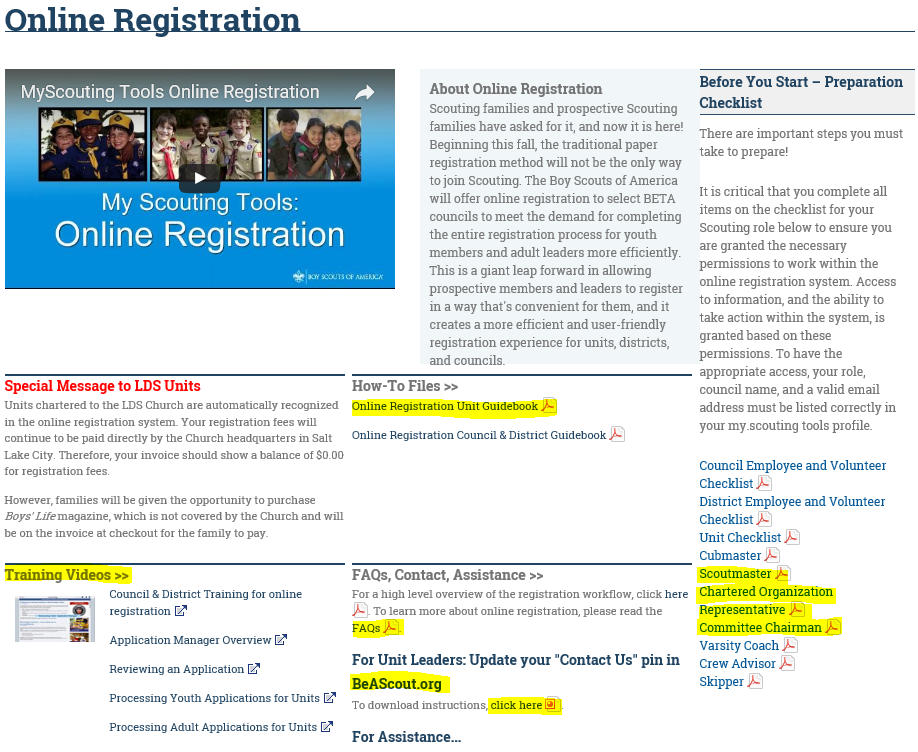 Online Registration
MyScouting Tools Online Registration
My Scouting Tools:
Online Registration
BOY SCOUTS OF AMERICA
About Online Registration
Scouting families and prospective Scouting
families have asked for it, and now it is here!
Beginning this fall, the traditional paper
registration method will not be the only way
to join Scouting. The Boy Scouts of America
will offer online registration to select BETA
councils to meet the demand for completing
the entire registration process for youth
members and adult leaders more efficiently.
This is a giant leap forward in allowing
prospective members and leaders to register
in a way that's convenient for them, and it
creates a more efficient and user-friendly
registration experience for units, districts,
and councils.
Before You Start – Preparation
Checklist
There are important steps you must
take to prepare!
It is critical that you complete all
items on the checklist for your
Scouting role below to ensure you
are granted the necessary
permissions to work within the
online registration system. Access
to information, and the ability to
take action within the system, is
granted based on these
permissions. To have the
appropriate access, your role,
council name, and a valid email
address must be listed correctly in
your my.scouting tools profile.
Council Employee and Volunteer
Checklist
District Employee and Volunteer
Checklist
Unit Checklist
Cubmaster
Scoutmaster
Chartered Organization
Representative
Committee Chairman
Varsity Coach
Crew Advisor
Skipper
Special Message to LDS Units
Units chartered to the LDS Church are automatically recognized
in the online registration system. Your registration fees will
continue to be paid directly by the Church headquarters in Salt
Lake City. Therefore, your invoice should show a balance of $0.00
for registration fees.
However, families will be given the opportunity to purchase
Boys' Life magazine, which is not covered by the Church and will
be on the invoice at checkout for the family to pay.
How-To Files >>
Online Registration Unit Guidebook
Online Registration Council & District Guidebook
Training Videos >>
Council & District Training for online
registration
Application Manager Overview
Reviewing an Application
Processing Youth Applications for Units
Processing Adult Applications for Units
FAQs, Contact, Assistance >>
For a high level overview of the registration workflow, click here
. To learn more about online registration, please read the
FAQs .
For Unit Leaders: Update your "Contact Us" pin in
BeAScout.org
To download instructions, click here .
For Assistance...